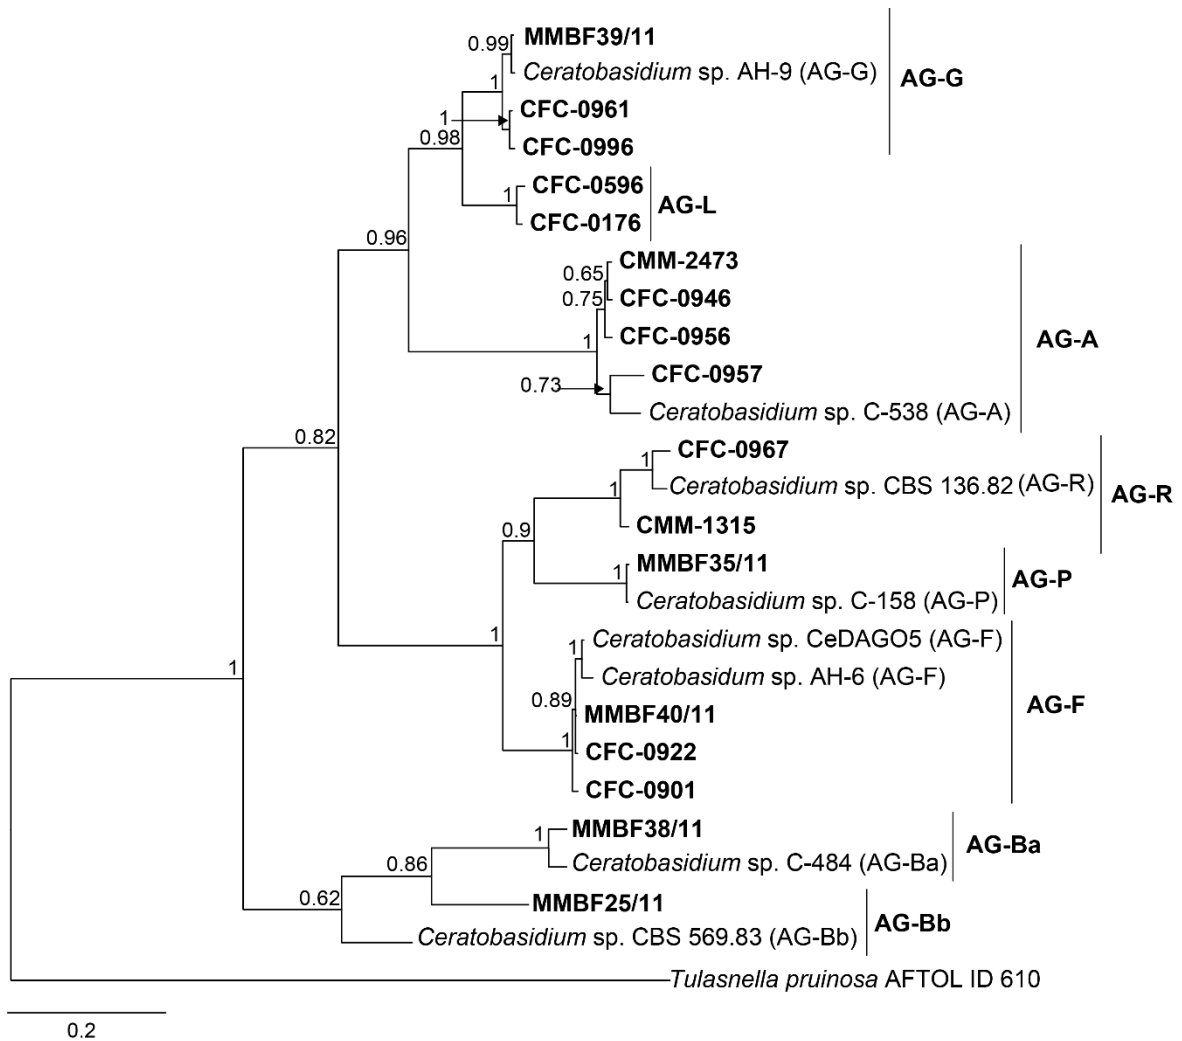 MMBF39/11
0.99
Ceratobasidium sp. AH-9 (AG-G)
AG-G
1
CFC-0961
1
0.98
CFC-0996
CFC-0596
1
AG-L
CFC-0176
0.96
CMM-2473
0.65
0.75
CFC-0946
CFC-0956
1
AG-A
CFC-0957
0.73
Ceratobasidium sp. C-538 (AG-A)
0.82
CFC-0967
1
Ceratobasidium sp. CBS 136.82 (AG-R)
AG-R
1
CMM-1315
0.9
MMBF35/11
1
AG-P
Ceratobasidium sp. C-158 (AG-P)
1
Ceratobasidium sp. CeDAGO5 (AG-F)
1
Ceratobasidum sp. AH-6 (AG-F)
0.89
AG-F
MMBF40/11
1
CFC-0922
CFC-0901
1
MMBF38/11
1
AG-Ba
Ceratobasidium sp. C-484 (AG-Ba)
0.86
0.62
MMBF25/11
AG-Bb
Ceratobasidium sp. CBS 569.83 (AG-Bb)
Tulasnella pruinosa AFTOL ID 610
0.2